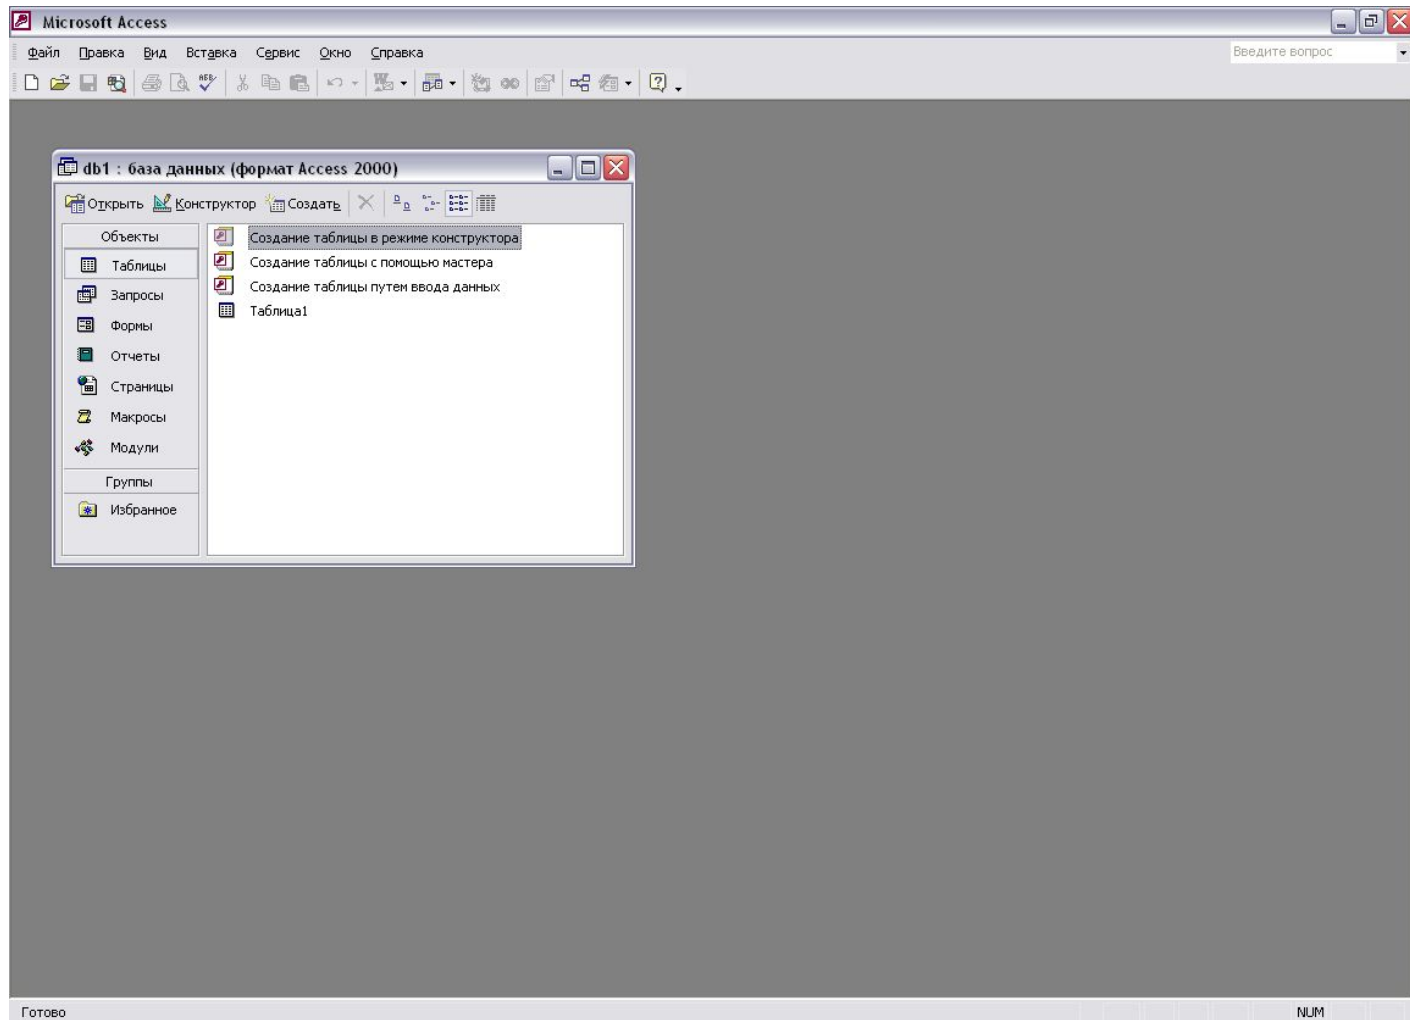 Microsoft Access
Файл Правка Вид Вставка Сервис Окно Справка
Введите вопрос
db1 : база данных (формат Access 2000)
Открыть Конструктор Создать
Объекты
Таблицы
Запросы
Формы
Отчеты
Страницы
Макросы
Модули
Группы
Избранное
Создание таблицы в режиме конструктора
Создание таблицы с помощью мастера
Создание таблицы путем ввода данных
Таблица1
Готово
NUM